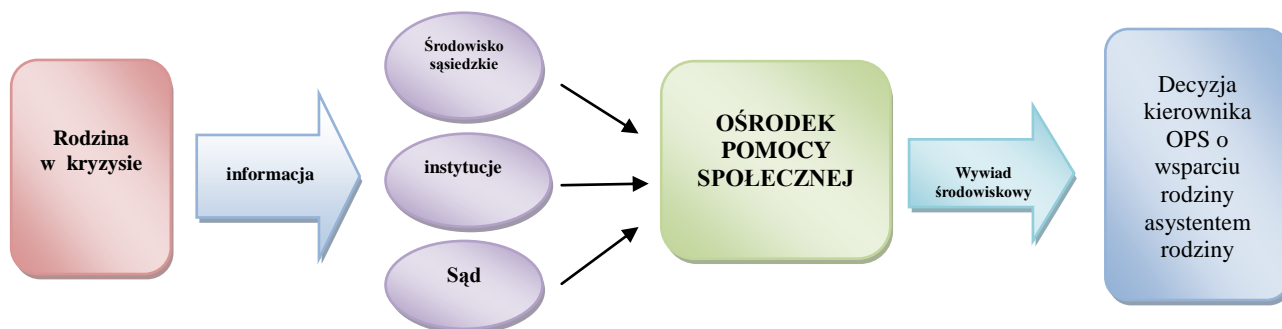 Rodzina
w kryzysie
informacja
Środowisko
sąsiedzkie
instytucje
Sąd
OŚRODEK
POMOCY
SPOŁECZNEJ
Wywiad
środowiskowy
Decyzja
kierownika
OPS o
wsparciu
rodziny
asystentem
rodziny